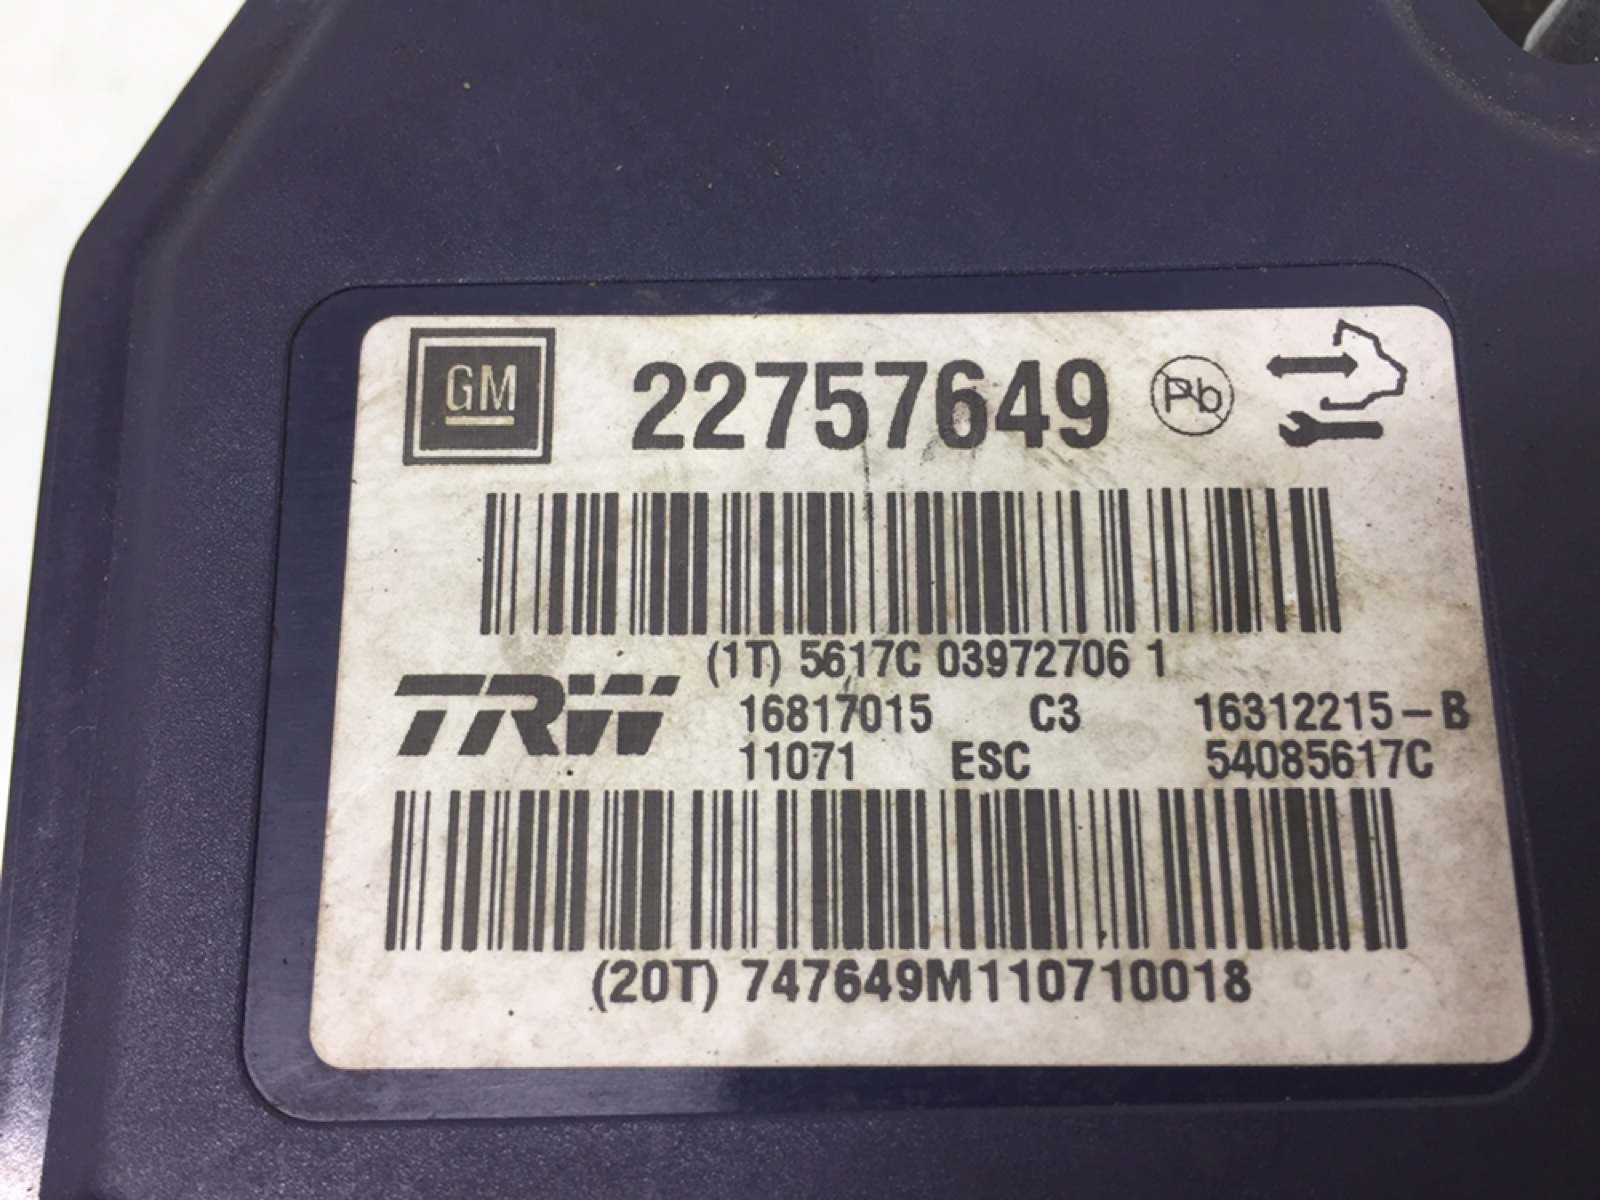 GM 22757649 Pb
(1T) 5617C 03972706 1
TRW 16817015 C3 16312215-B
11071 ESC 54085617C
(20T) 747649M110710018